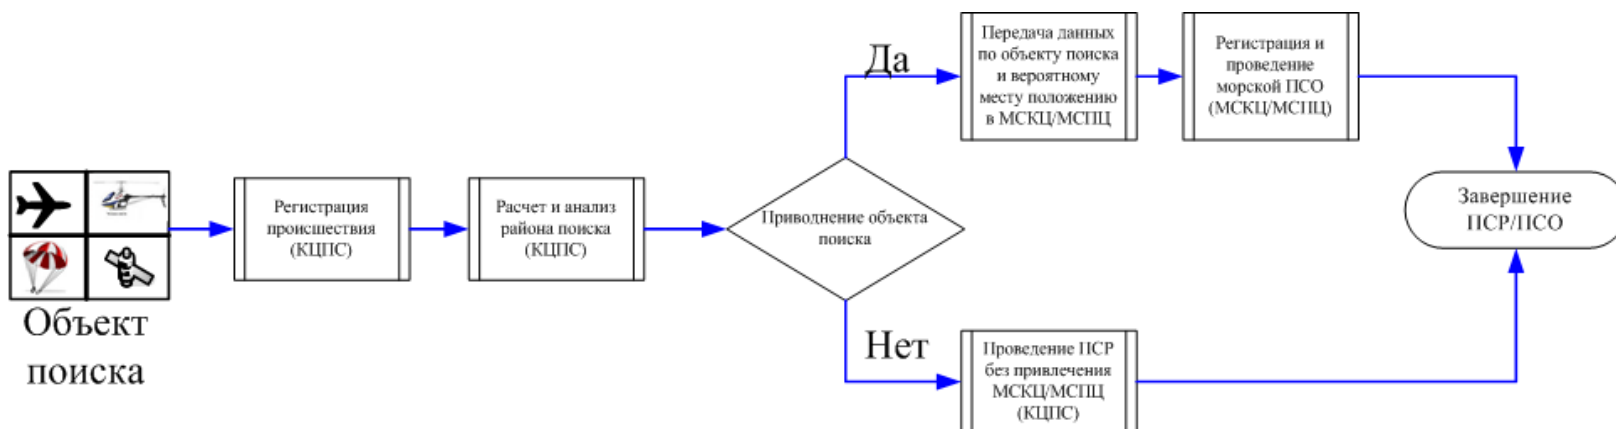 Объект
поиска
Регистрация
происшествия
(КЦПС)
Расчет и анализ
района поиска
(КЦПС)
Приводнение объекта
поиска
Да
Передача данных
по объекту поиска
и вероятному
месту положению
в МСКЦ/МСПЦ
Регистрация и
проведение
морской ПСО
(МСКЦ/МСПЦ)
Нет
Проведение ПСР
без привлечения
МСКЦ/МСПЦ
(КЦПС)
Завершение
ПСР/ПСО